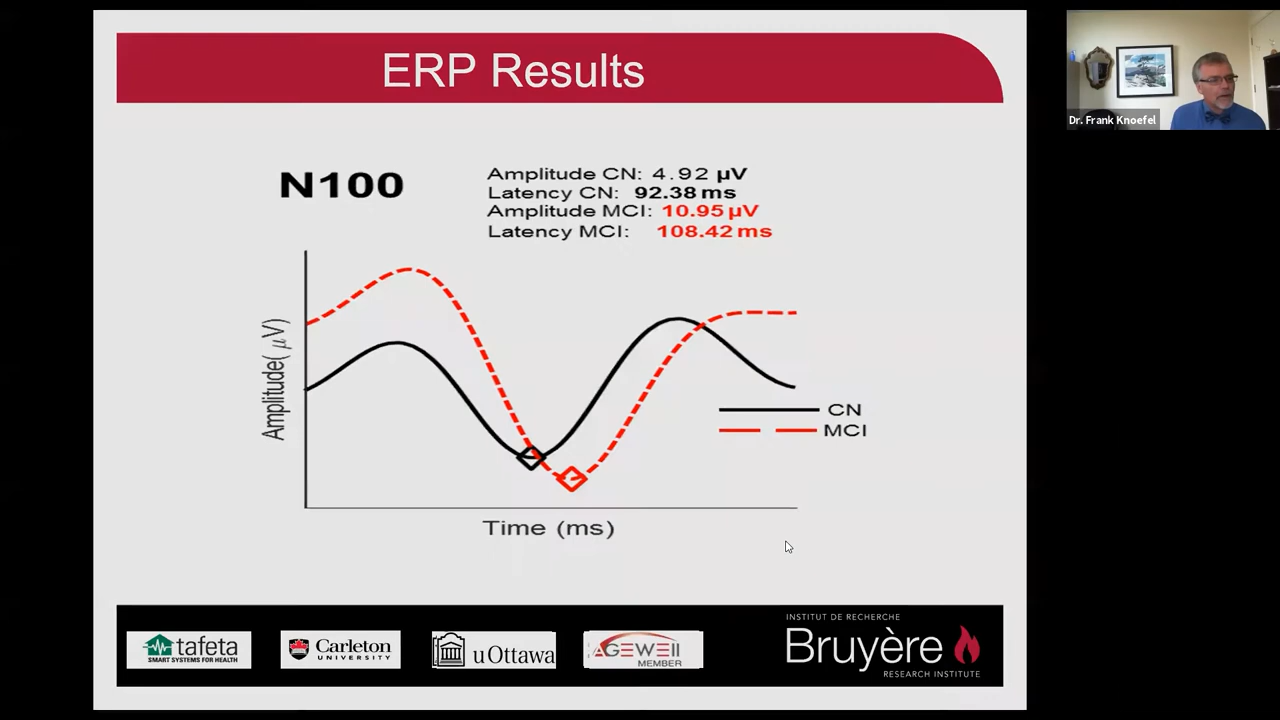 ERP Results
Dr. Frank Knoefel
N100
Amplitude CN: 4.92 µV
Latency CN: 92.38 ms
Amplitude MCI: 10.95 µV
Latency MCI: 108.42 ms
Amplitude( µV)
CN
MCI
Time (ms)
tafeta
SMART SYSTEMS FOR HEALTH
Carleton
UNIVERSITY
uOttawa
AGEWELL
MEMBER
INSTITUT DE RECHERCHE
Bruyère
RESEARCH INSTITUTE